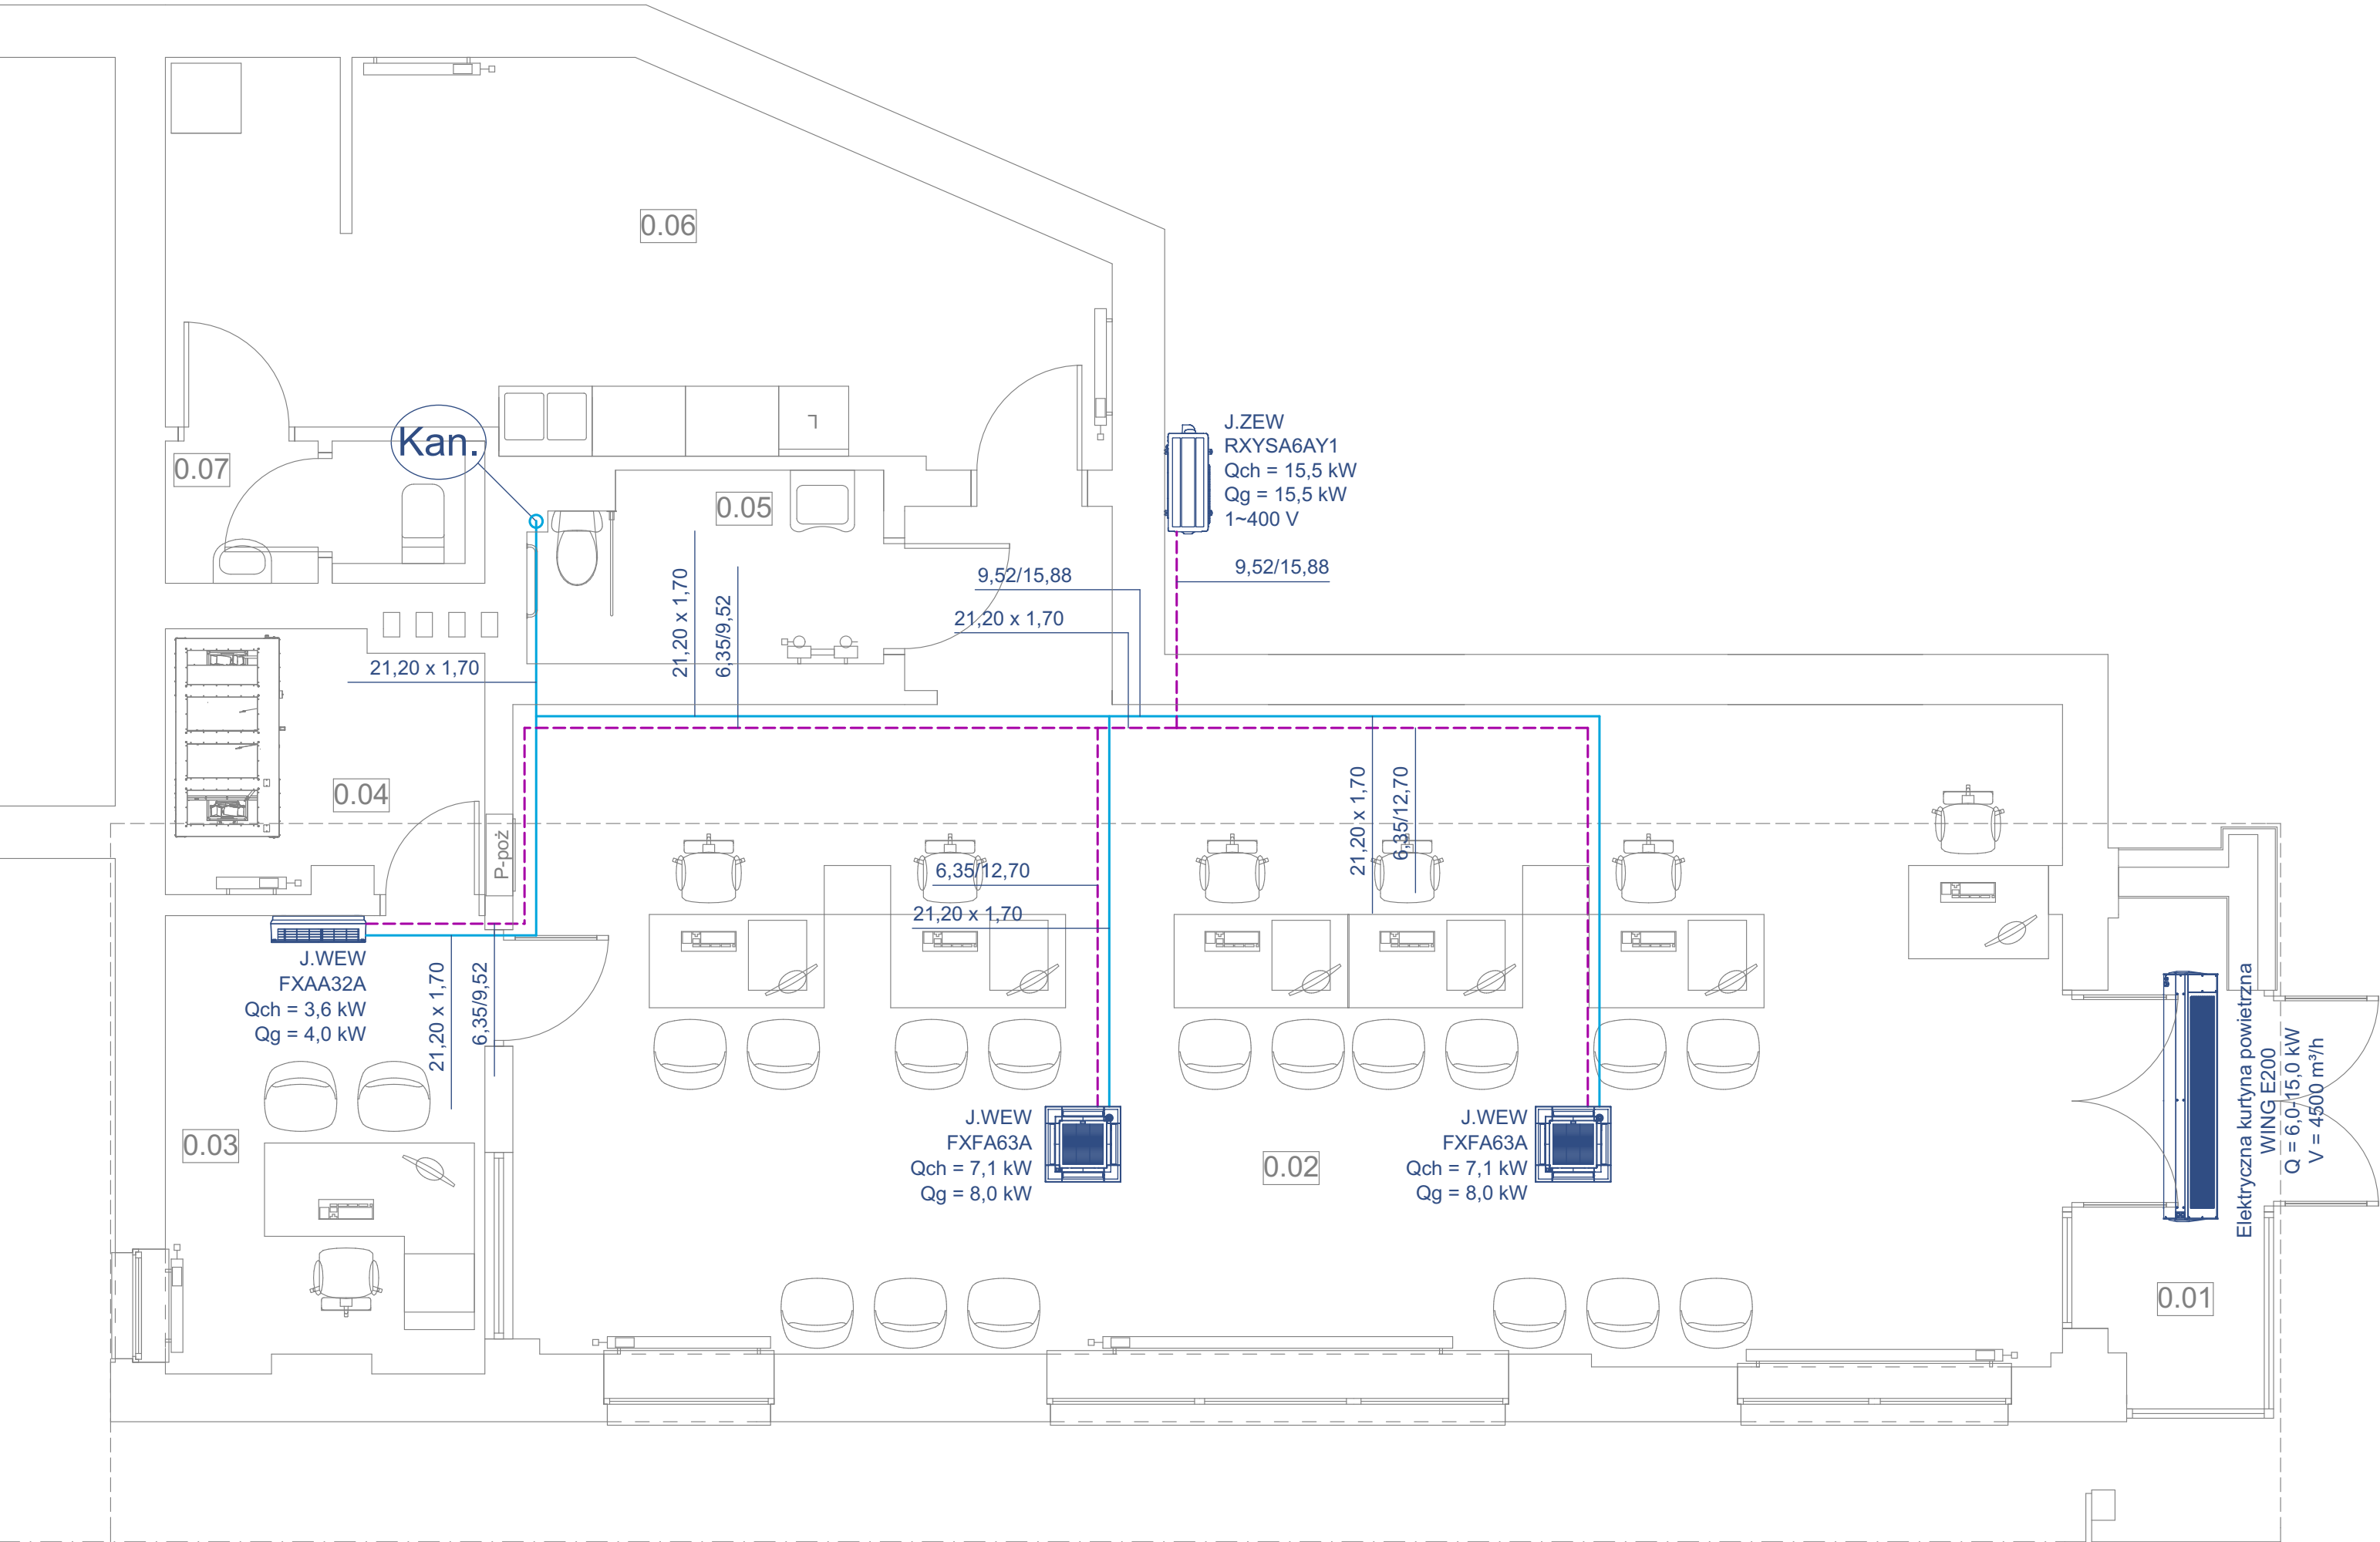 0.06
Kan.
0.07
0.05
J.ZEW
RXYSA6AY1
Qch = 15,5 kW
Qg = 15,5 kW
1~400 V
9,52/15,88
9,52/15,88
21,20 x 1,70
21,20 x 1,70
6,35/9,52
21,20 x 1,70
0.04
P-poż
21,20 x 1,70
6,35/12,70
6,35/12,70
21,20 x 1,70
J.WEW
FXAA32A
Qch = 3,6 kW
Qg = 4,0 kW
21,20 x 1,70
6,35/9,52
0.03
J.WEW
FXFA63A
Qch = 7,1 kW
Qg = 8,0 kW
0.02
J.WEW
FXFA63A
Qch = 7,1 kW
Qg = 8,0 kW
Elektryczna kurtyna powietrzna
WING E200
Q = 6,0-15,0 kW
V = 4500 m³/h
0.01